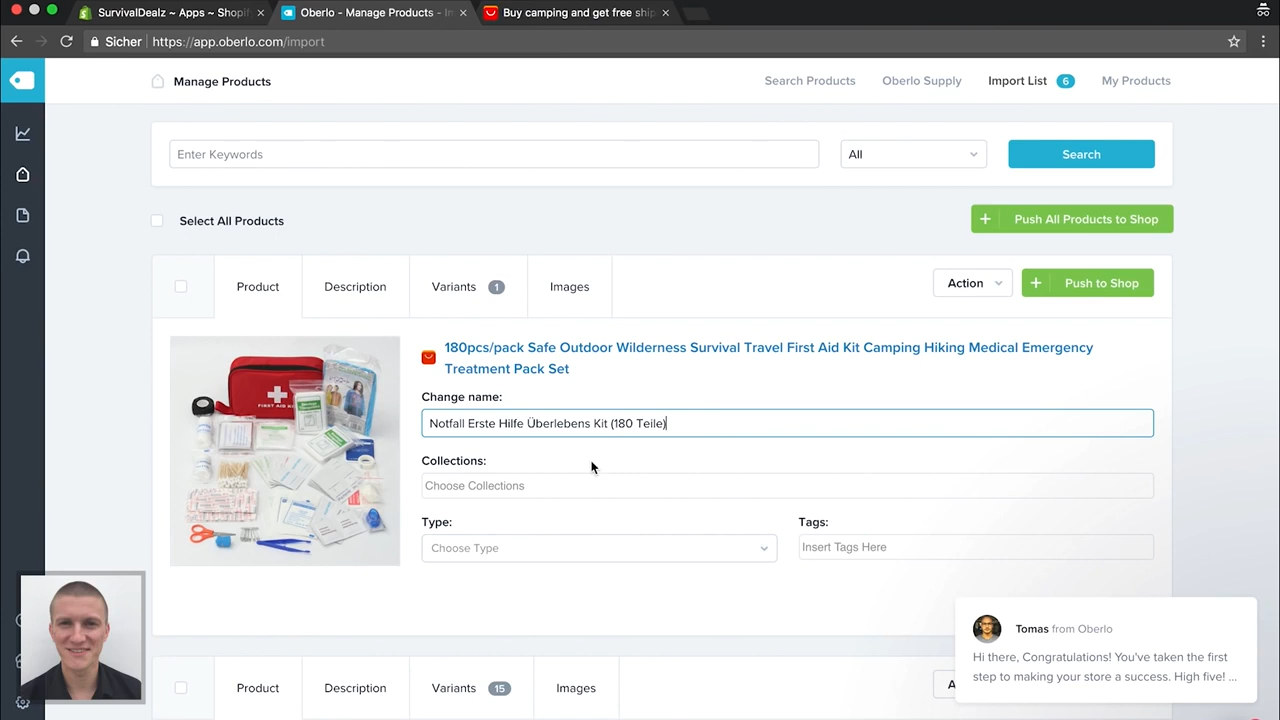 SurvivalDealz ~ Apps ~ Shopif
Oberlo - Manage Products - Im
Buy camping and get free ship
Sicher
https://app.oberlo.com/import
Manage Products
Search Products
Oberlo Supply
Import List 6
My Products
Enter Keywords
All
Search
Select All Products
+ Push All Products to Shop
Product
Description
Variants 1
Images
Action
+ Push to Shop
180pcs/pack Safe Outdoor Wilderness Survival Travel First Aid Kit Camping Hiking Medical Emergency
Treatment Pack Set
FIRST AID KIT
Change name:
Notfall Erste Hilfe Überlebens Kit (180 Teile)
Collections:
Choose Collections
Type:
Tags:
Choose Type
Insert Tags Here
Tomas from Oberlo
Hi there, Congratulations! You've taken the first
step to making your store a success. High five! ...
Product
Description
Variants 15
Images
A